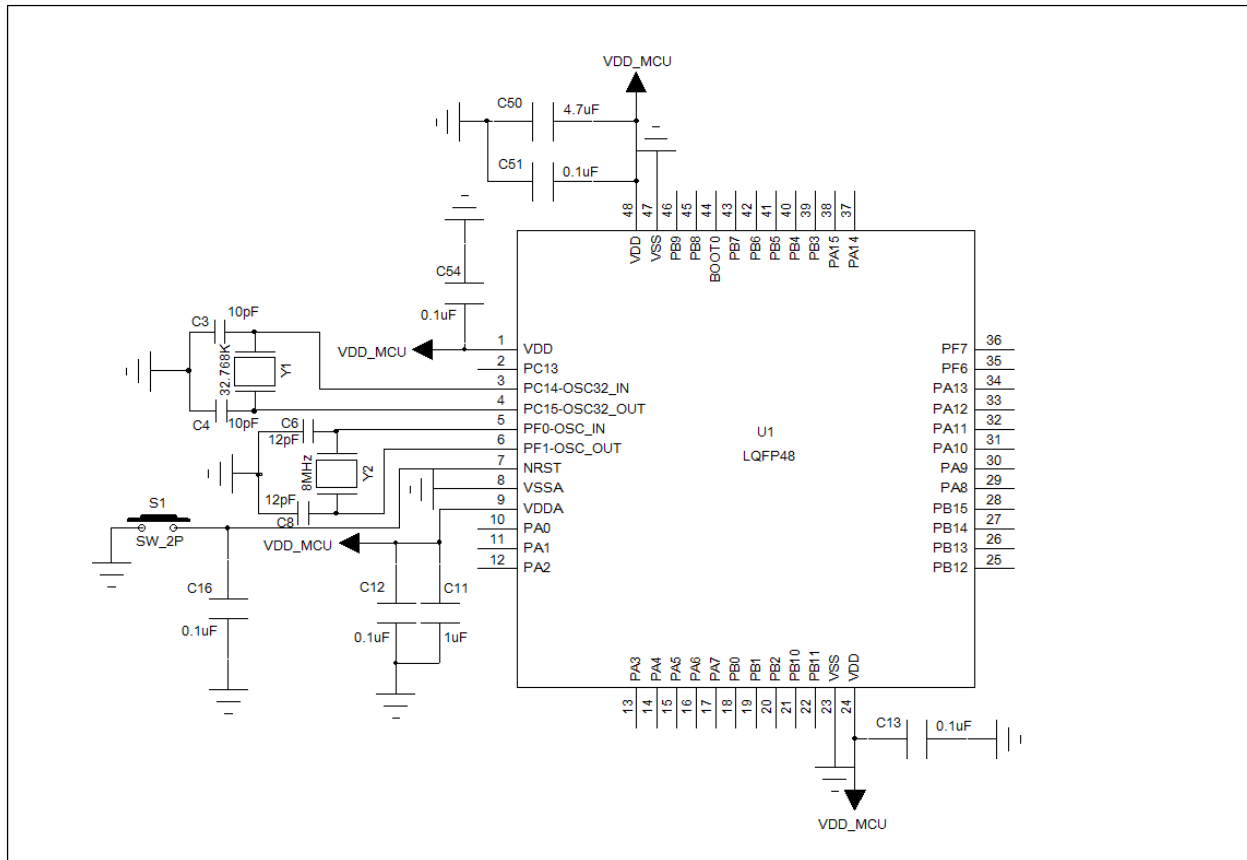 VDD_MCU
C50
4.7uF
C51
0.1uF
48
47
46
45
44
43
42
41
40
39
38
37
VDD
VSS
PB9
PB8
BOOT0
PB7
PB6
PB5
PB4
PB3
PA15
PA14
C54
0.1uF
VDD_MCU
C3
10pF
32.768K
Y1
C4
10pF
C6
12pF
8MHz
Y2
12pF
C8
S1
SW_2P
C16
0.1uF
VDD_MCU
C12
0.1uF
C11
1uF
1 VDD
2 PC13
3 PC14-OSC32_IN
4 PC15-OSC32_OUT
5 PF0-OSC_IN
6 PF1-OSC_OUT
7 NRST
8 VSSA
9 VDDA
10 PA0
11 PA1
12 PA2
U1
LQFP48
PF7 36
PF6 35
PA13 34
PA12 33
PA11 32
PA10 31
PA9 30
PA8 29
PB15 28
PB14 27
PB13 26
PB12 25
PA3
PA4
PA5
PA6
PA7
PB0
PB1
PB2
PB10
PB11
VSS
VDD
13
14
15
16
17
18
19
20
21
22
23
24
C13
0.1uF
VDD_MCU